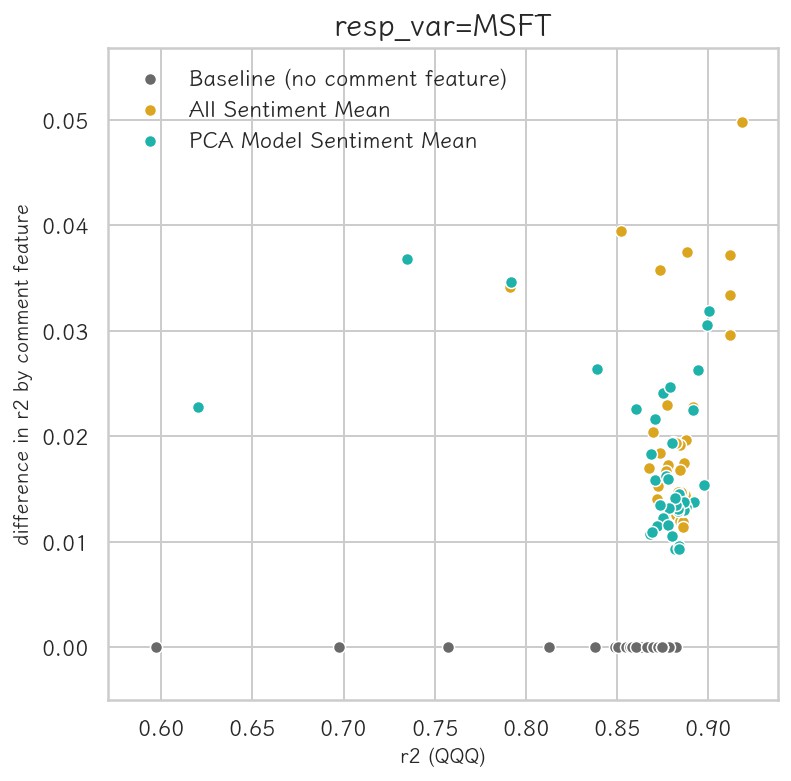 resp_var=MSFT
Baseline (no comment feature)
All Sentiment Mean
PCA Model Sentiment Mean
difference in r2 by comment feature
0.05
0.04
0.03
0.02
0.01
0.00
0.60 0.65 0.70 0.75 0.80 0.85 0.90
r2 (QQQ)